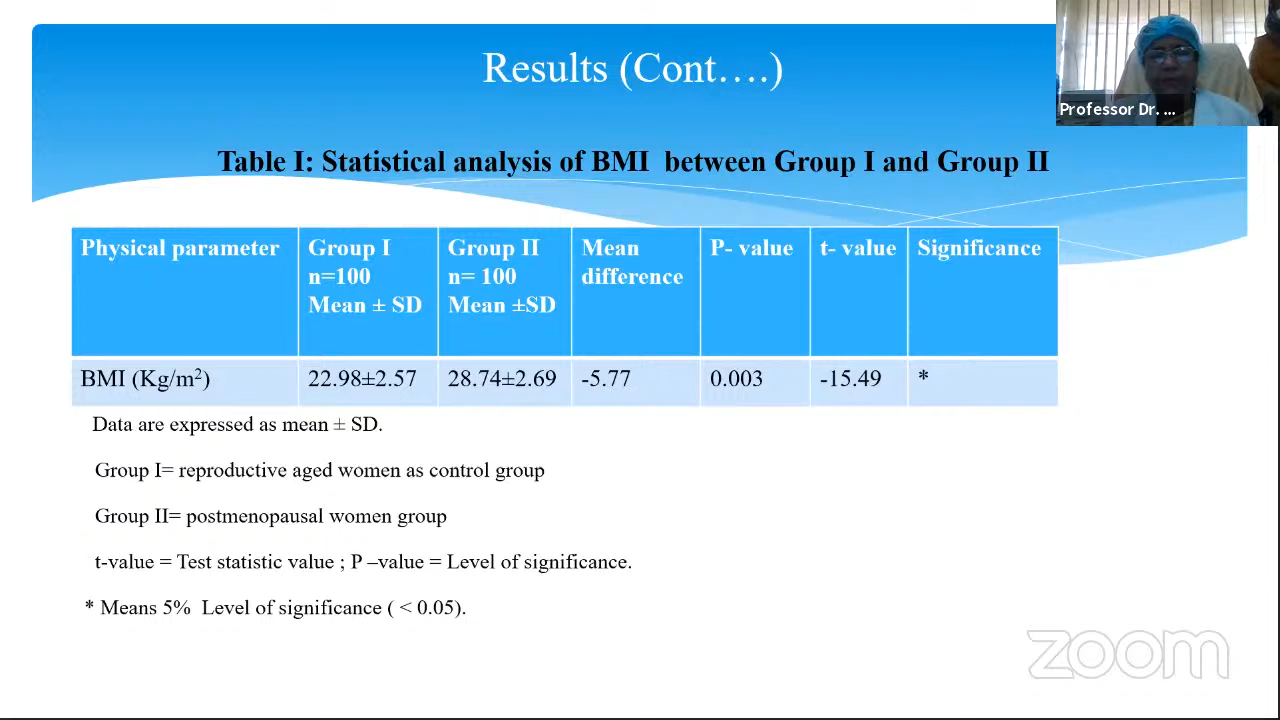 Results (Cont….)
Professor Dr. ...
Table I: Statistical analysis of BMI between Group I and Group II
Physical parameter
Group I
n=100
Mean ± SD
Group II
n= 100
Mean ±SD
Mean
difference
P- value
t- value
Significance
BMI (Kg/m²)
22.98±2.57
28.74±2.69
-5.77
0.003
-15.49
*
Data are expressed as mean ± SD.
Group I= reproductive aged women as control group
Group II= postmenopausal women group
t-value = Test statistic value ; P –value = Level of significance.
* Means 5% Level of significance ( < 0.05).
zoom